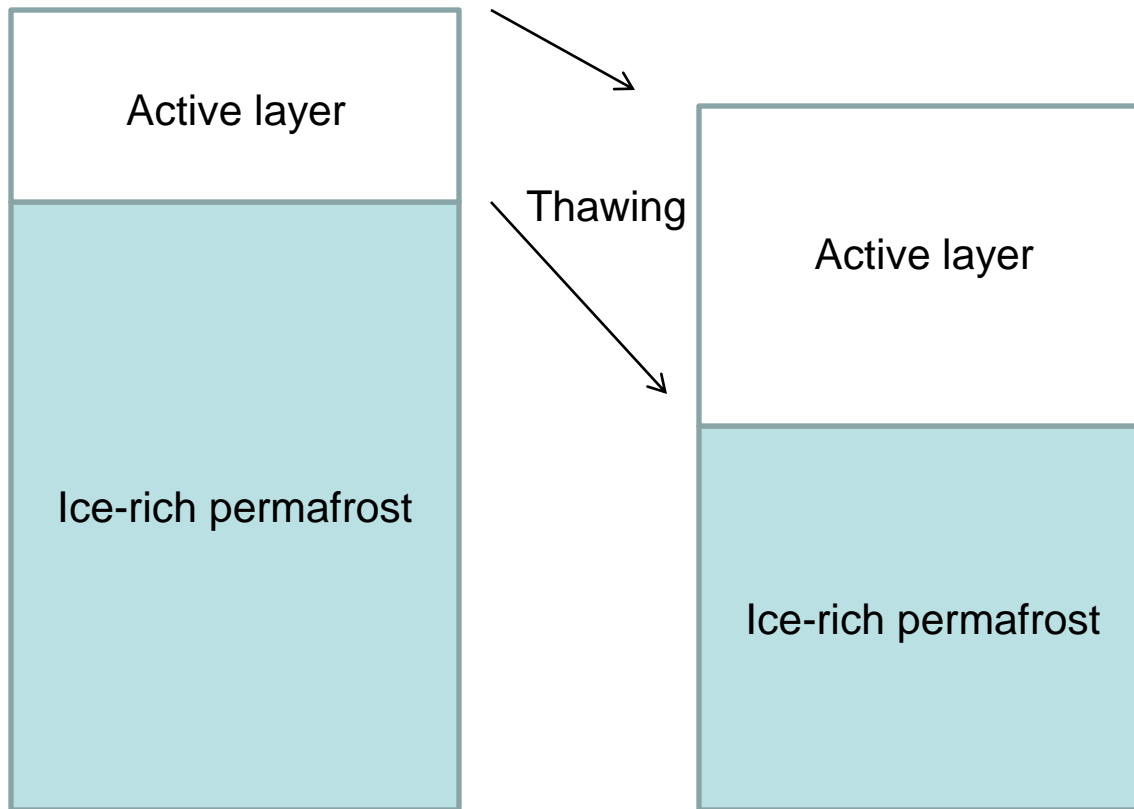 Active layer
Ice-rich permafrost
Thawing
Active layer
Ice-rich permafrost